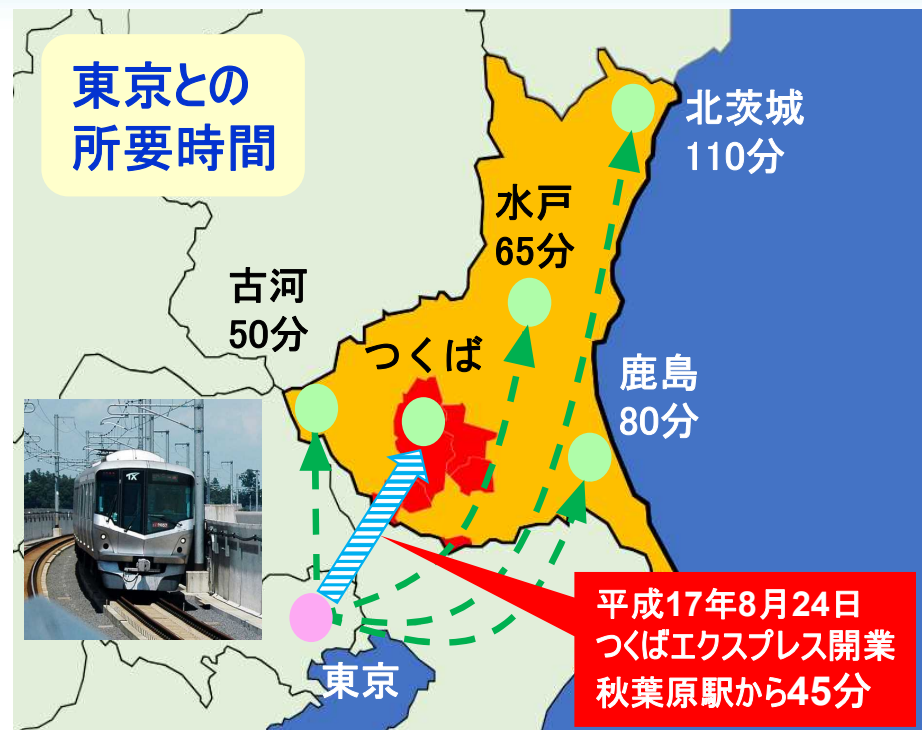 東京との
所要時間
北茨城
110分
水戸
65分
古河
50分
つくば
鹿島
80分
TX
東京
平成17年8月24日
つくばエクスプレス開業
秋葉原駅から45分